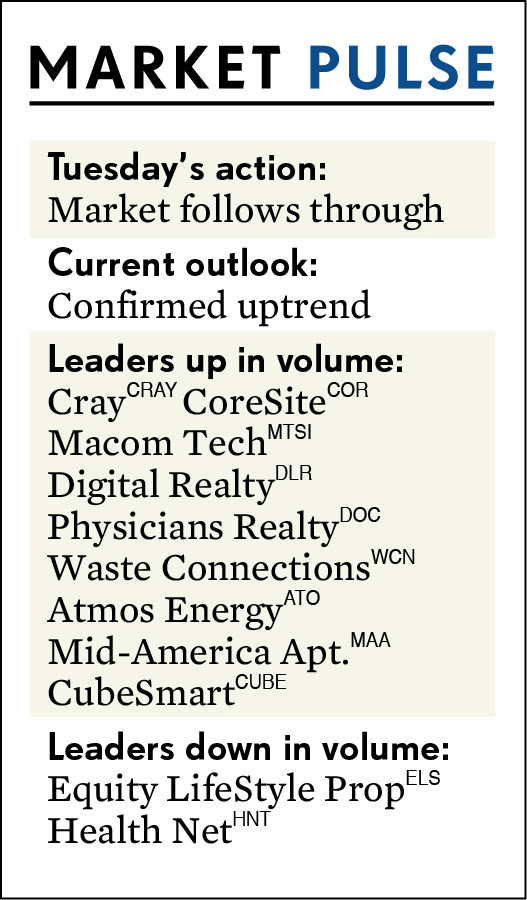 MARKET PULSE
Tuesday's action:
Market follows through
Current outlook:
Confirmed uptrend
Leaders up in volume:
Cray CRAY CoreSite COR
Macom Tech MTSI
Digital Realty DLR
Physicians Realty DOC
Waste Connections WCN
Atmos Energy ATO
Mid-America Apt. MAA
CubeSmart CUBE
Leaders down in volume:
Equity LifeStyle Prop ELS
Health Net HNT